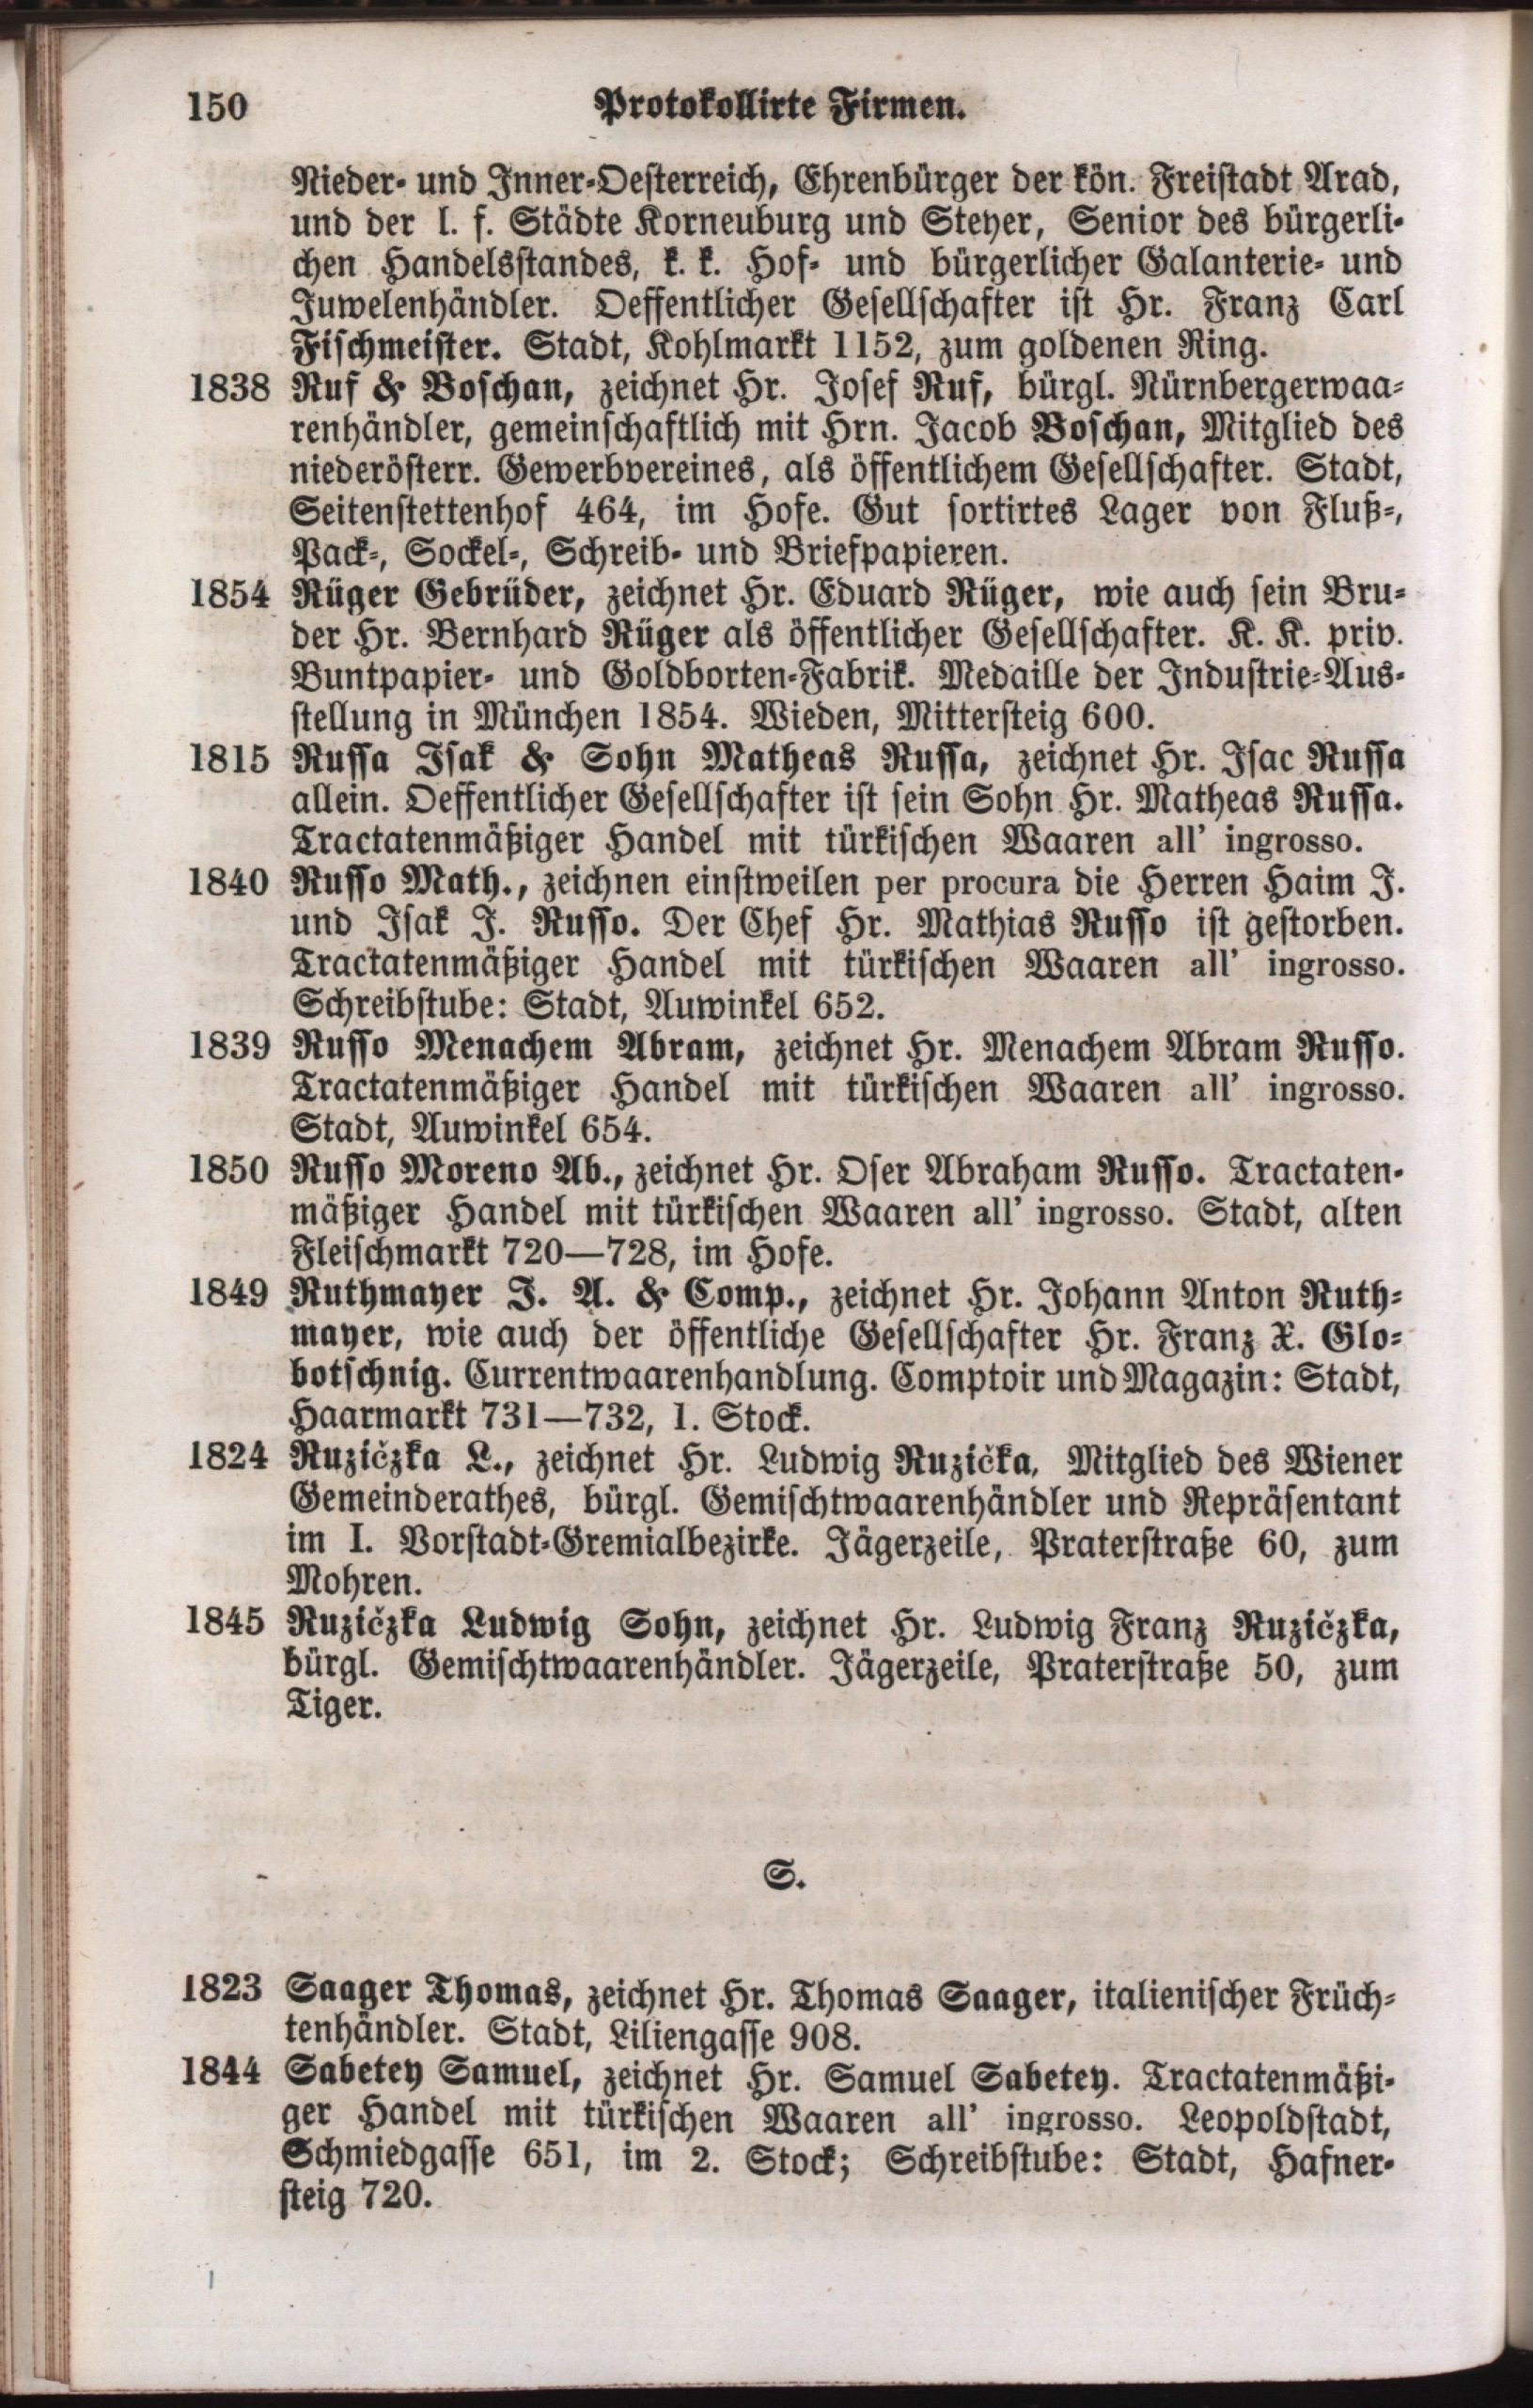 150 Protokollirte Firmen.
Nieder- und Inner-Oesterreich, Ehrenbürger der kön. Freistadt Arad,
und der l. f. Städte Korneuburg und Steyer, Senior des bürgerli-
chen Handelsstandes, k. k. Hof- und bürgerlicher Galanterie- und
Juwelenhändler. Oeffentlicher Gesellschafter ist Hr. Franz Carl
Fischmeister. Stadt, Kohlmarkt 1152, zum goldenen Ring.
1838 Ruf & Boschan, zeichnet Hr. Josef Ruf, bürgl. Nürnbergerwaa-
renhändler, gemeinschaftlich mit Hrn. Jacob Boschan, Mitglied des
niederösterr. Gewerbvereines, als öffentlichem Gesellschafter. Stadt,
Seitenstettenhof 464, im Hofe. Gut sortirtes Lager von Fluß-,
Pack-, Sockel-, Schreib- und Briefpapieren.
1854 Rüger Gebrüder, zeichnet Hr. Eduard Rüger, wie auch sein Bru-
der Hr. Bernhard Rüger als öffentlicher Gesellschafter. K. K. priv.
Buntpapier- und Goldborten-Fabrik. Medaille der Industrie-Aus-
stellung in München 1854. Wieden, Mittersteig 600.
1815 Russa Isak & Sohn Matheas Russa, zeichnet Hr. Isac Russa
allein. Oeffentlicher Gesellschafter ist sein Sohn Hr. Matheas Russa.
Tractatenmäßiger Handel mit türkischen Waaren all' ingrosso.
1840 Russo Math., zeichnen einstweilen per procura die Herren Haim J.
und Isak J. Russo. Der Chef Hr. Mathias Russo ist gestorben.
Tractatenmäßiger Handel mit türkischen Waaren all' ingrosso.
Schreibstube: Stadt, Auwinkel 652.
1839 Russo Menachem Abram, zeichnet Hr. Menachem Abram Russo.
Tractatenmäßiger Handel mit türkischen Waaren all' ingrosso.
Stadt, Auwinkel 654.
1850 Russo Moreno Ab., zeichnet Hr. Oser Abraham Russo. Tractaten-
mäßiger Handel mit türkischen Waaren all' ingrosso. Stadt, alten
Fleischmarkt 720—728, im Hofe.
1849 Ruthmayer J. A. & Comp., zeichnet Hr. Johann Anton Ruth-
mayer, wie auch der öffentliche Gesellschafter Hr. Franz X. Glo-
botschnig. Currentwaarenhandlung. Comptoir und Magazin: Stadt,
Haarmarkt 731—732, 1. Stock.
1824 Ruzičzka L., zeichnet Hr. Ludwig Ruzička, Mitglied des Wiener
Gemeinderathes, bürgl. Gemischtwaarenhändler und Repräsentant
im I. Vorstadt-Gremialbezirke. Jägerzeile, Praterstraße 60, zum
Mohren.
1845 Ruzičzka Ludwig Sohn, zeichnet Hr. Ludwig Franz Ruzičzka,
bürgl. Gemischtwaarenhändler. Jägerzeile, Praterstraße 50, zum
Tiger.
S.
1823 Saager Thomas, zeichnet Hr. Thomas Saager, italienischer Früch-
tenhändler. Stadt, Liliengasse 908.
1844 Sabetey Samuel, zeichnet Hr. Samuel Sabetey. Tractatenmäßi-
ger Handel mit türkischen Waaren all' ingrosso. Leopoldstadt,
Schmiedgasse 651, im 2. Stock; Schreibstube: Stadt, Hafner-
steig 720.